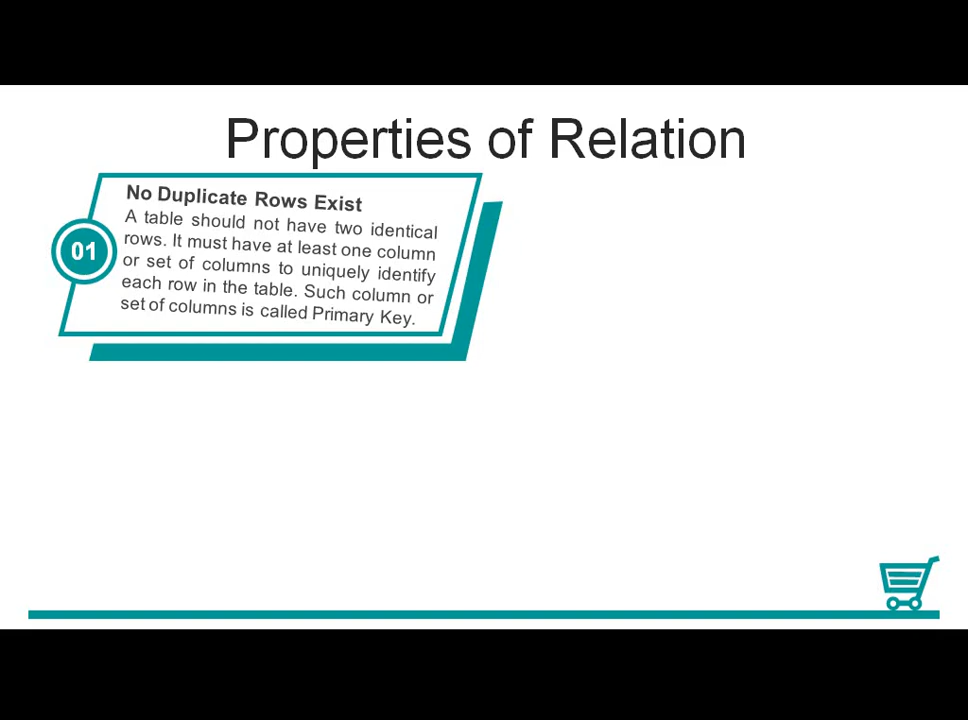 Properties of Relation
No Duplicate Rows Exist
A table should not have two identical
rows. It must have at least one column
01
or set of columns to uniquely identify
each row in the table. Such column or
set of columns is called Primary Key.